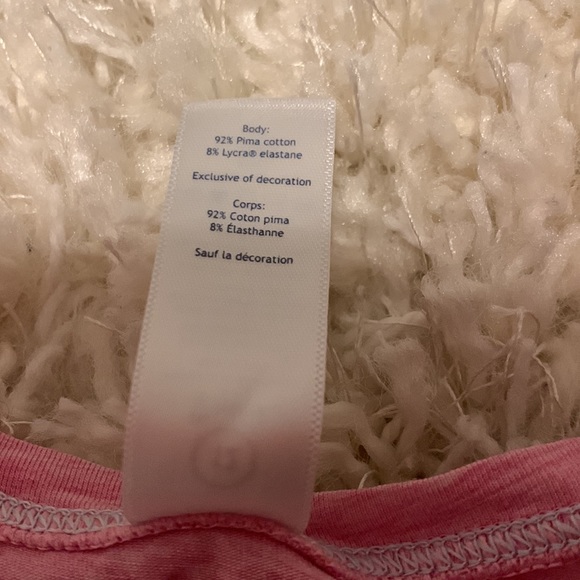 Body:
92% Pima cotton
8% Lycra® elastane
Exclusive of decoration
Corps:
92% Coton pima
8% Élasthanne
Sauf la décoration